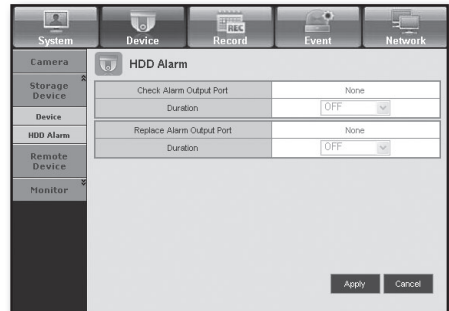 System Device Record Event Network
REC
Camera
Storage
Device
Device
HDD Alarm
Remote
Device
Monitor
HDD Alarm
Check Alarm Output Port None
Duration OFF
Replace Alarm Output Port None
Duration OFF
Apply Cancel